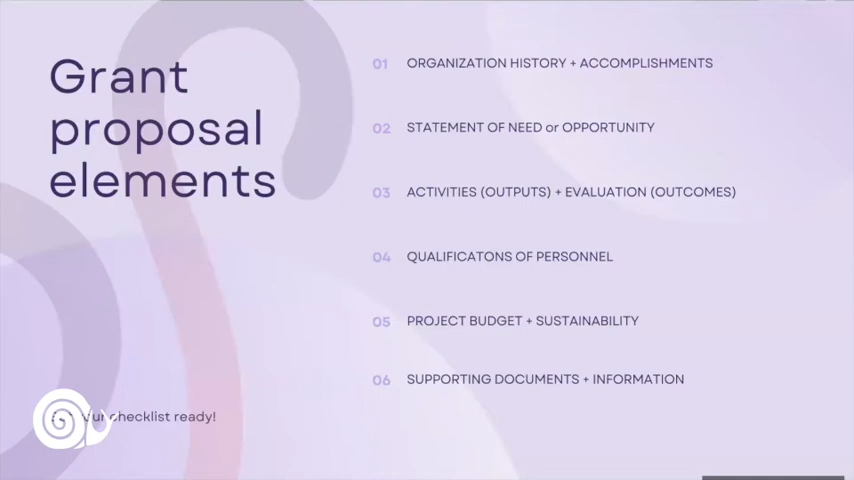 Grant
proposal
elements
01 ORGANIZATION HISTORY + ACCOMPLISHMENTS
02 STATEMENT OF NEED or OPPORTUNITY
03 ACTIVITIES (OUTPUTS) + EVALUATION (OUTCOMES)
04 QUALIFICATONS OF PERSONNEL
05 PROJECT BUDGET + SUSTAINABILITY
06 SUPPORTING DOCUMENTS + INFORMATION
checklist ready!